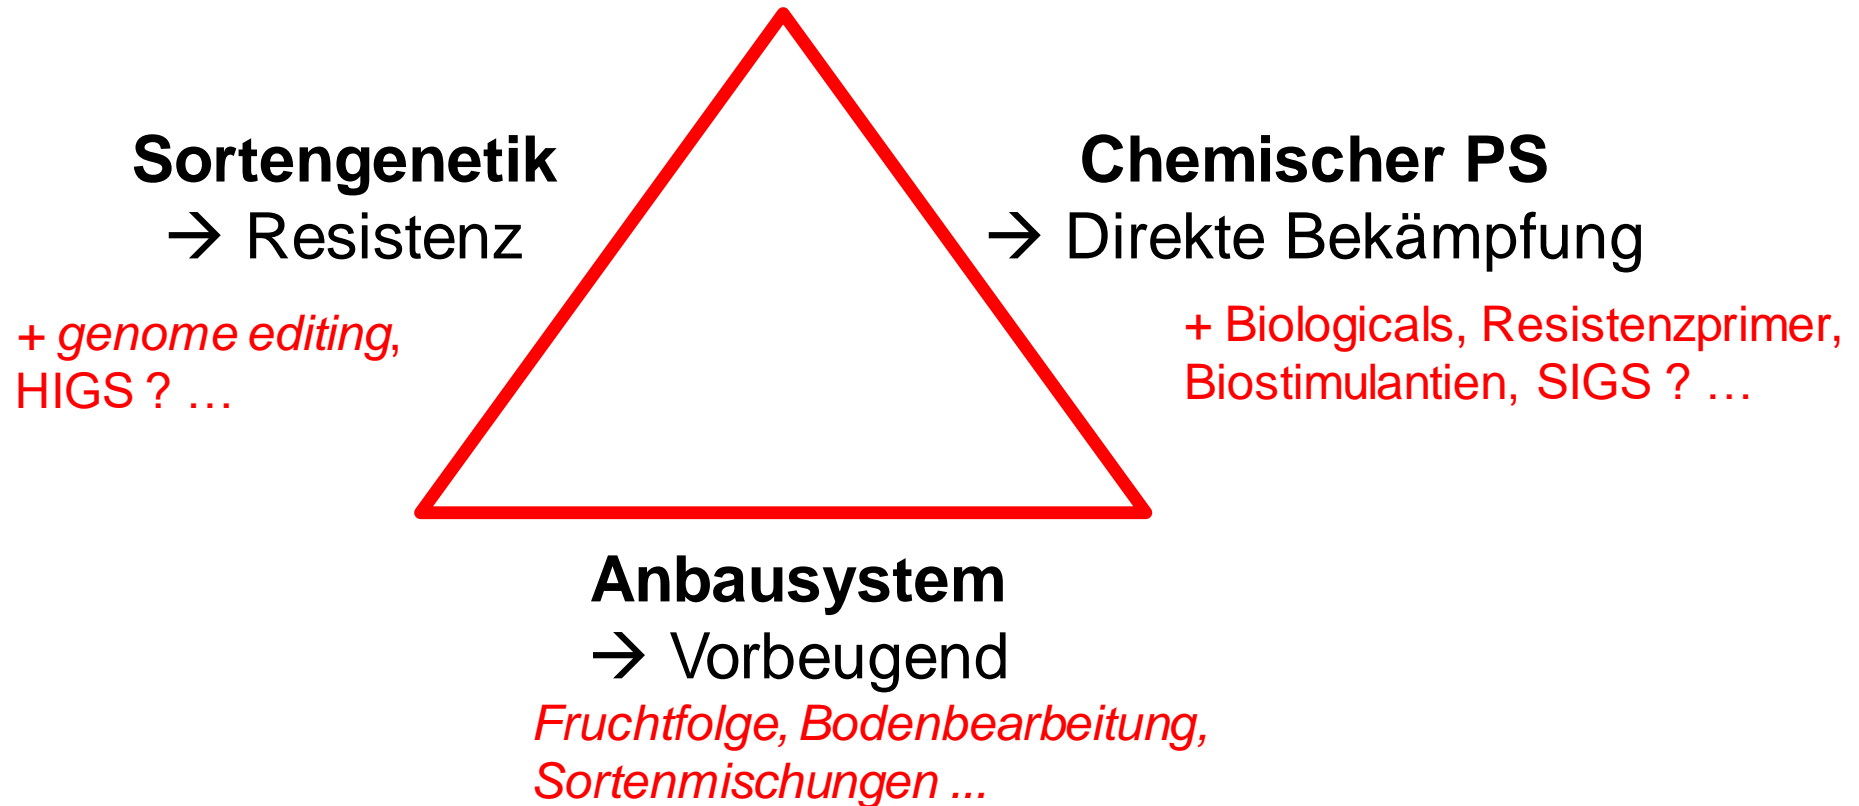 Sortengenetik
→ Resistenz
+ genome editing,
HIGS ? …
Chemischer PS
→ Direkte Bekämpfung
+ Biologicals, Resistenzprimer,
Biostimulantien, SIGS ? …
Anbausystem
→ Vorbeugend
Fruchtfolge, Bodenbearbeitung,
Sortenmischungen ...